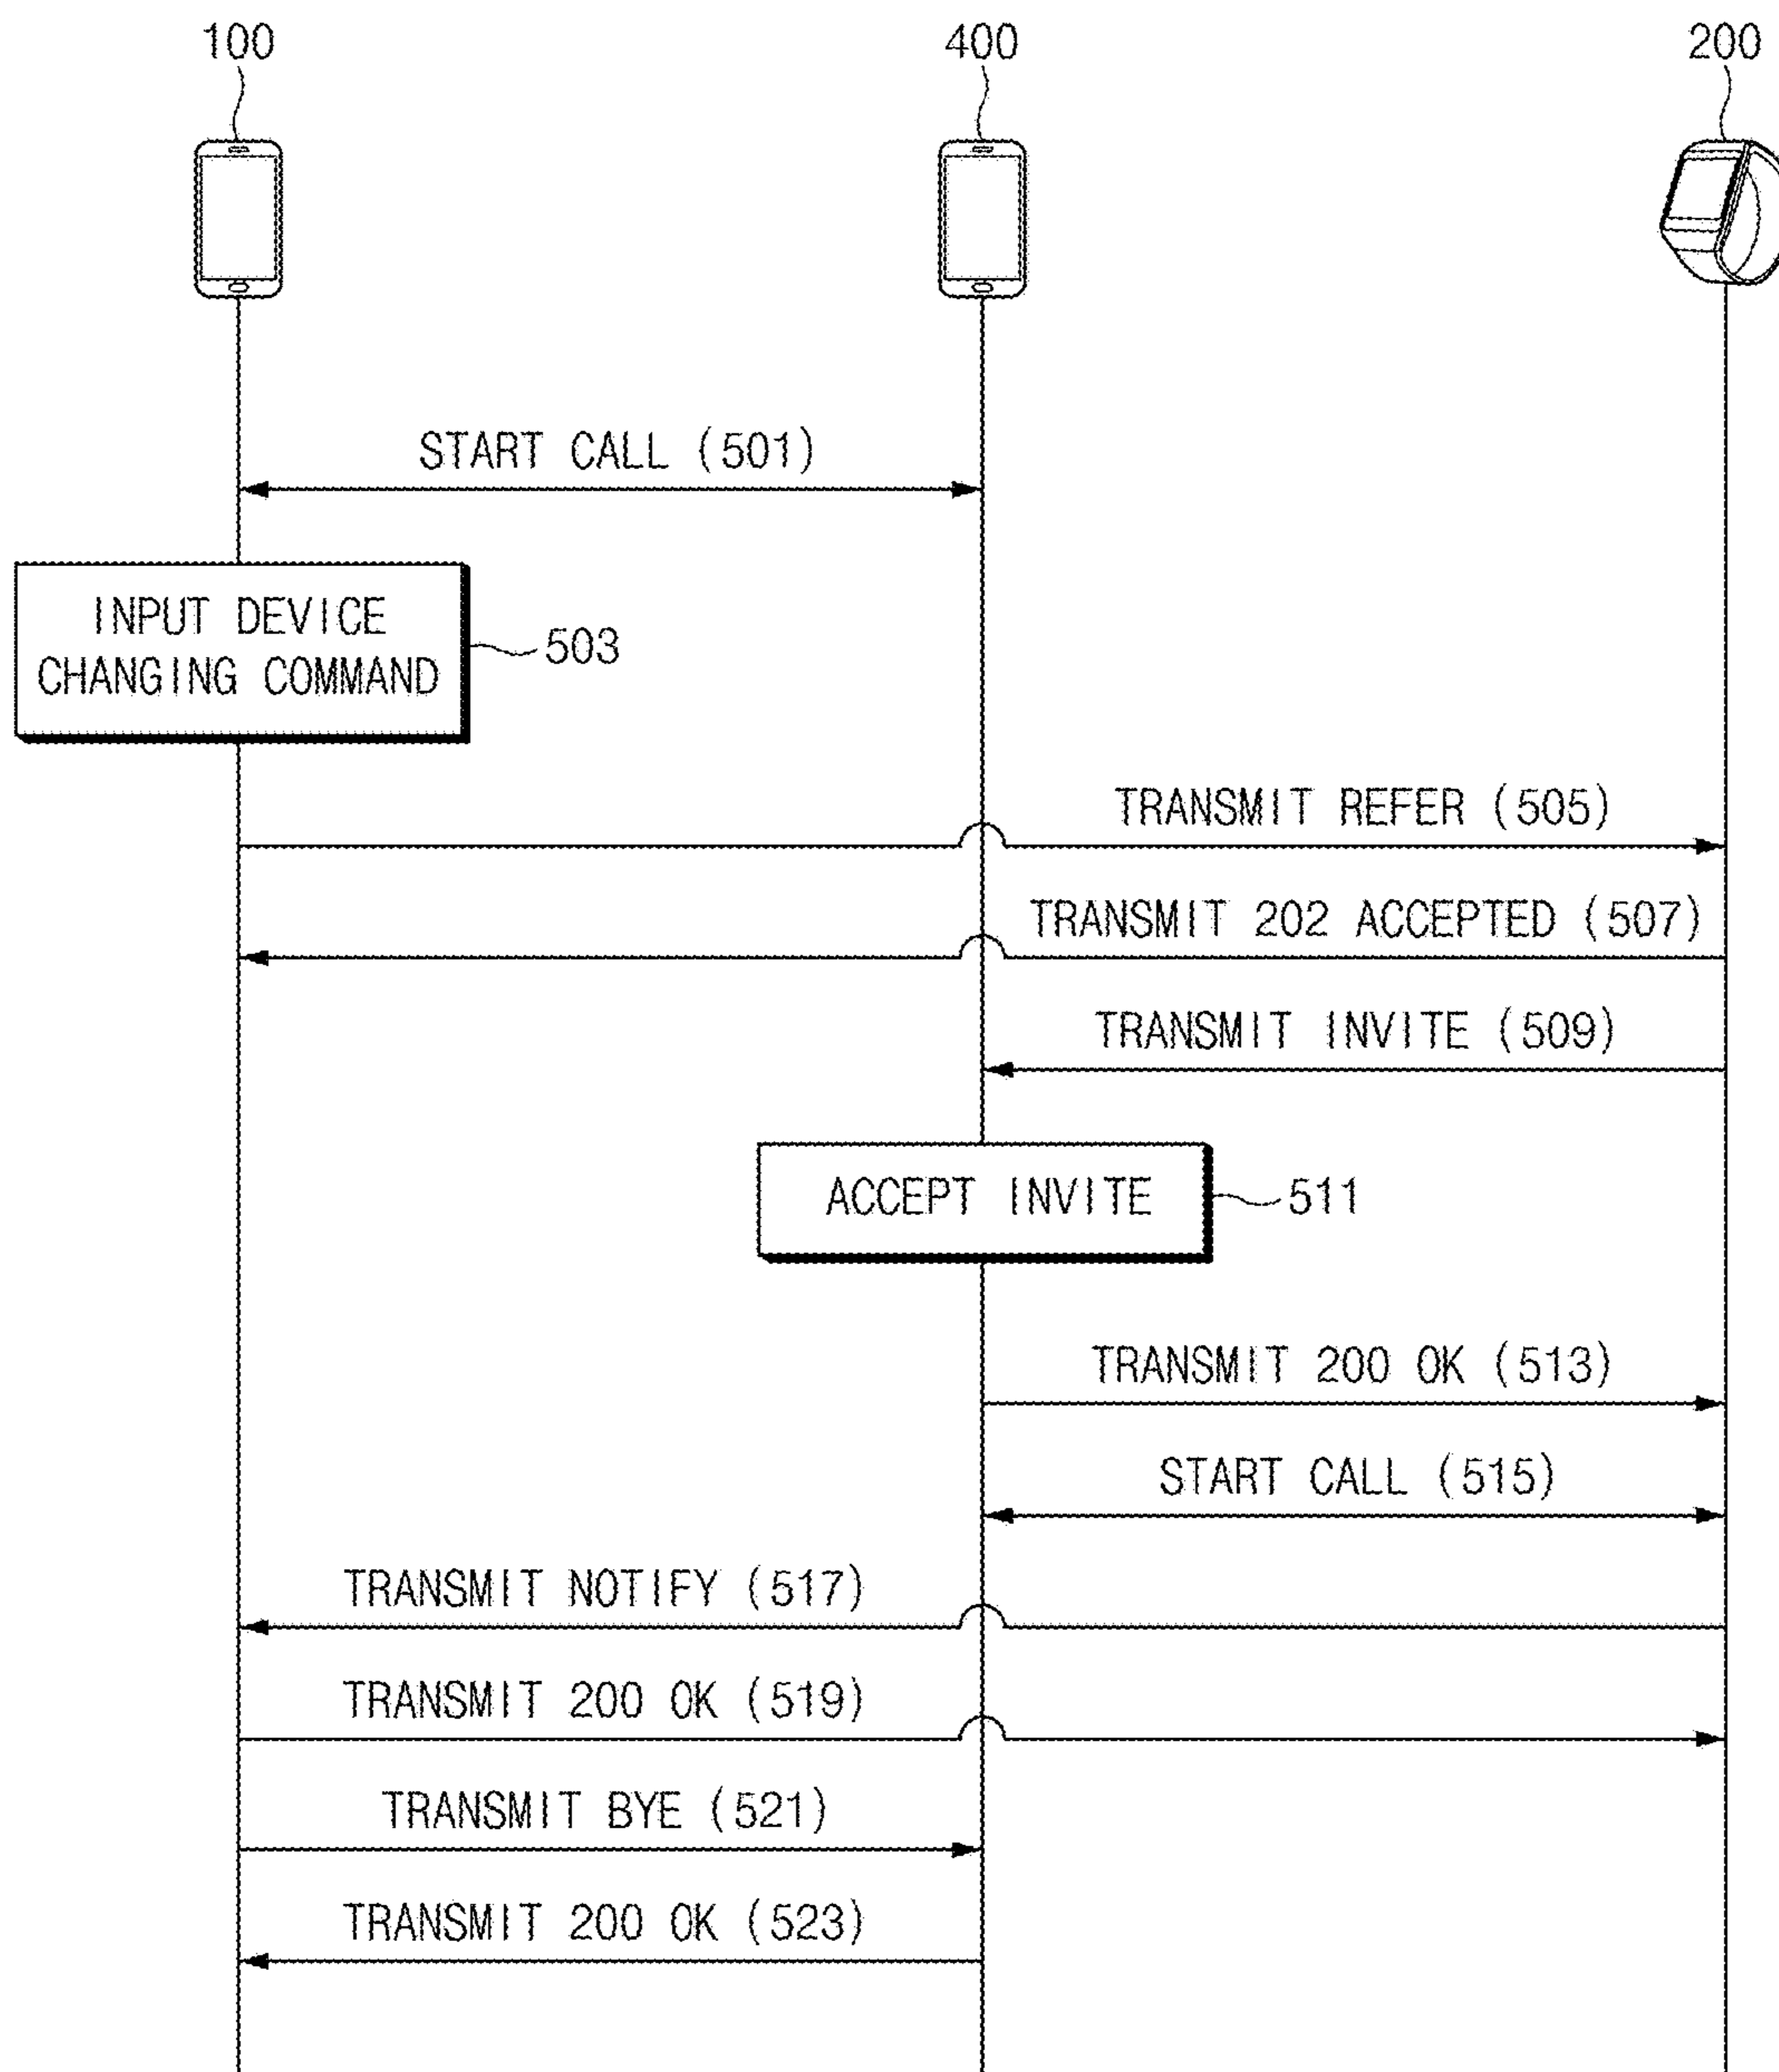 100
400
200
START CALL (501)
INPUT DEVICE
CHANGING COMMAND
503
TRANSMIT REFER (505)
TRANSMIT 202 ACCEPTED (507)
TRANSMIT INVITE (509)
ACCEPT INVITE
511
TRANSMIT 200 OK (513)
START CALL (515)
TRANSMIT NOTIFY (517)
TRANSMIT 200 OK (519)
TRANSMIT BYE (521)
TRANSMIT 200 OK (523)